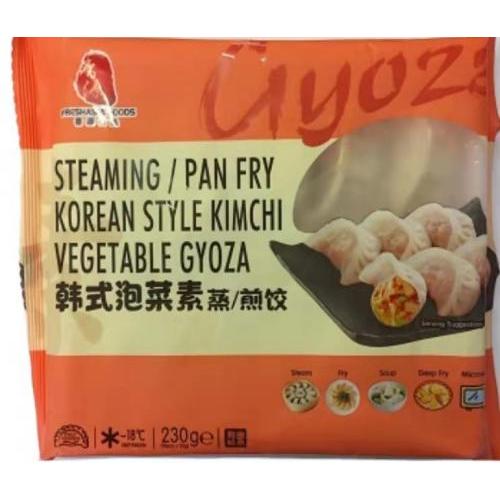 Gyoza
FRESHASIA FOODS
STEAMING / PAN FRY
KOREAN STYLE KIMCHI
VEGETABLE GYOZA
韩式泡菜素蒸/煎饺
Serving Suggestion
Steam Fry Soup Deep Fry
-18℃ 230g e